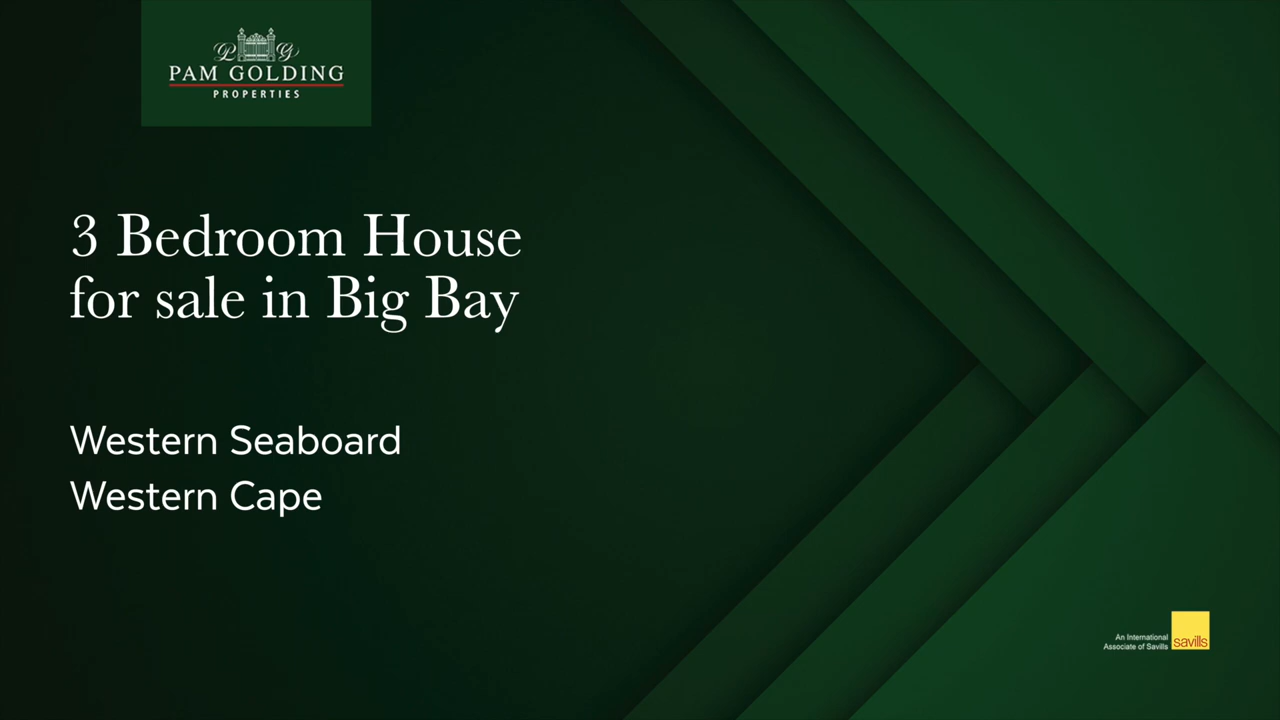 P G
PAM GOLDING
PROPERTIES
3 Bedroom House
for sale in Big Bay
Western Seaboard
Western Cape
An International
Associate of Savills
savills